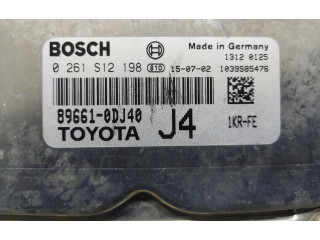 BOSCH Made in Germany
1312 0125
0 261 S12 198 810 15-07-02 1039S85476
89661-0DJ40
TOYOTA J4 1KR-FE